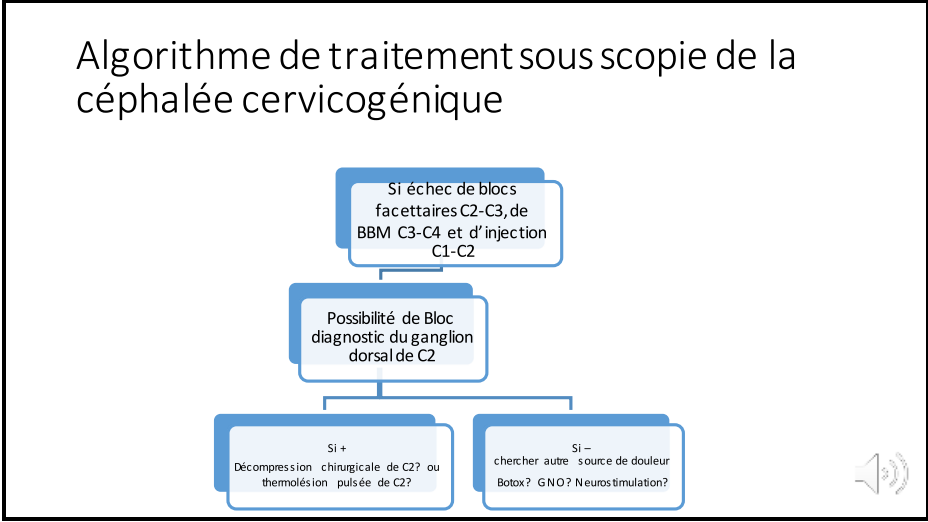 Algorithme de traitement sous scopie de la
céphalée cervicogénique
Si échec de blocs
facettaires C2-C3, de
BBM C3-C4 et d’injection
C1-C2
Possibilité de Bloc
diagnostic du ganglion
dorsal de C2
Si +
Décompression chirurgicale de C2? ou
thermolésion pulsée de C2?
Si –
chercher autre source de douleur
Botox? GNO? Neurostimulation?